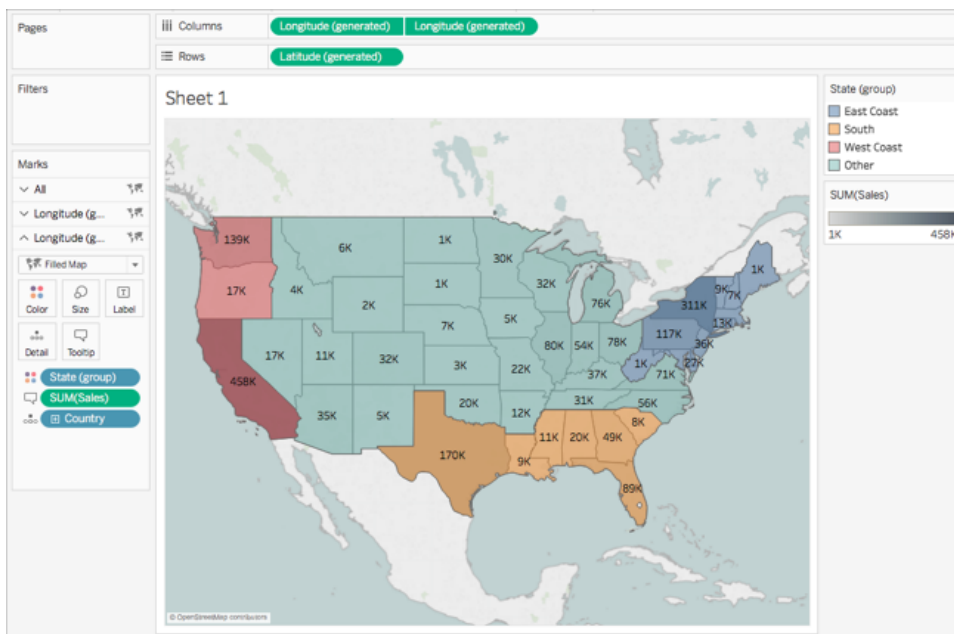 Pages
Columns
Longitude (generated) Longitude (generated)
Rows
Latitude (generated)
Filters
Sheet 1
State (group)
East Coast
South
West Coast
Other
SUM(Sales)
1K 458K
Marks
All
Longitude (g...
Longitude (g...
Filled Map
Color Size Label
Detail Tooltip
State (group)
SUM(Sales)
Country
139K
6K
1K
30K
1K
17K
4K
1K
32K
9K
7K
2K
76K
311K
13K
5K
7K
117K
36K
17K
11K
80K
54K
78K
1K
27K
32K
22K
3K
37K
71K
458K
31K
20K
56K
35K
5K
12K
8K
11K
20K
49K
170K
9K
89K
© OpenStreetMap contributors